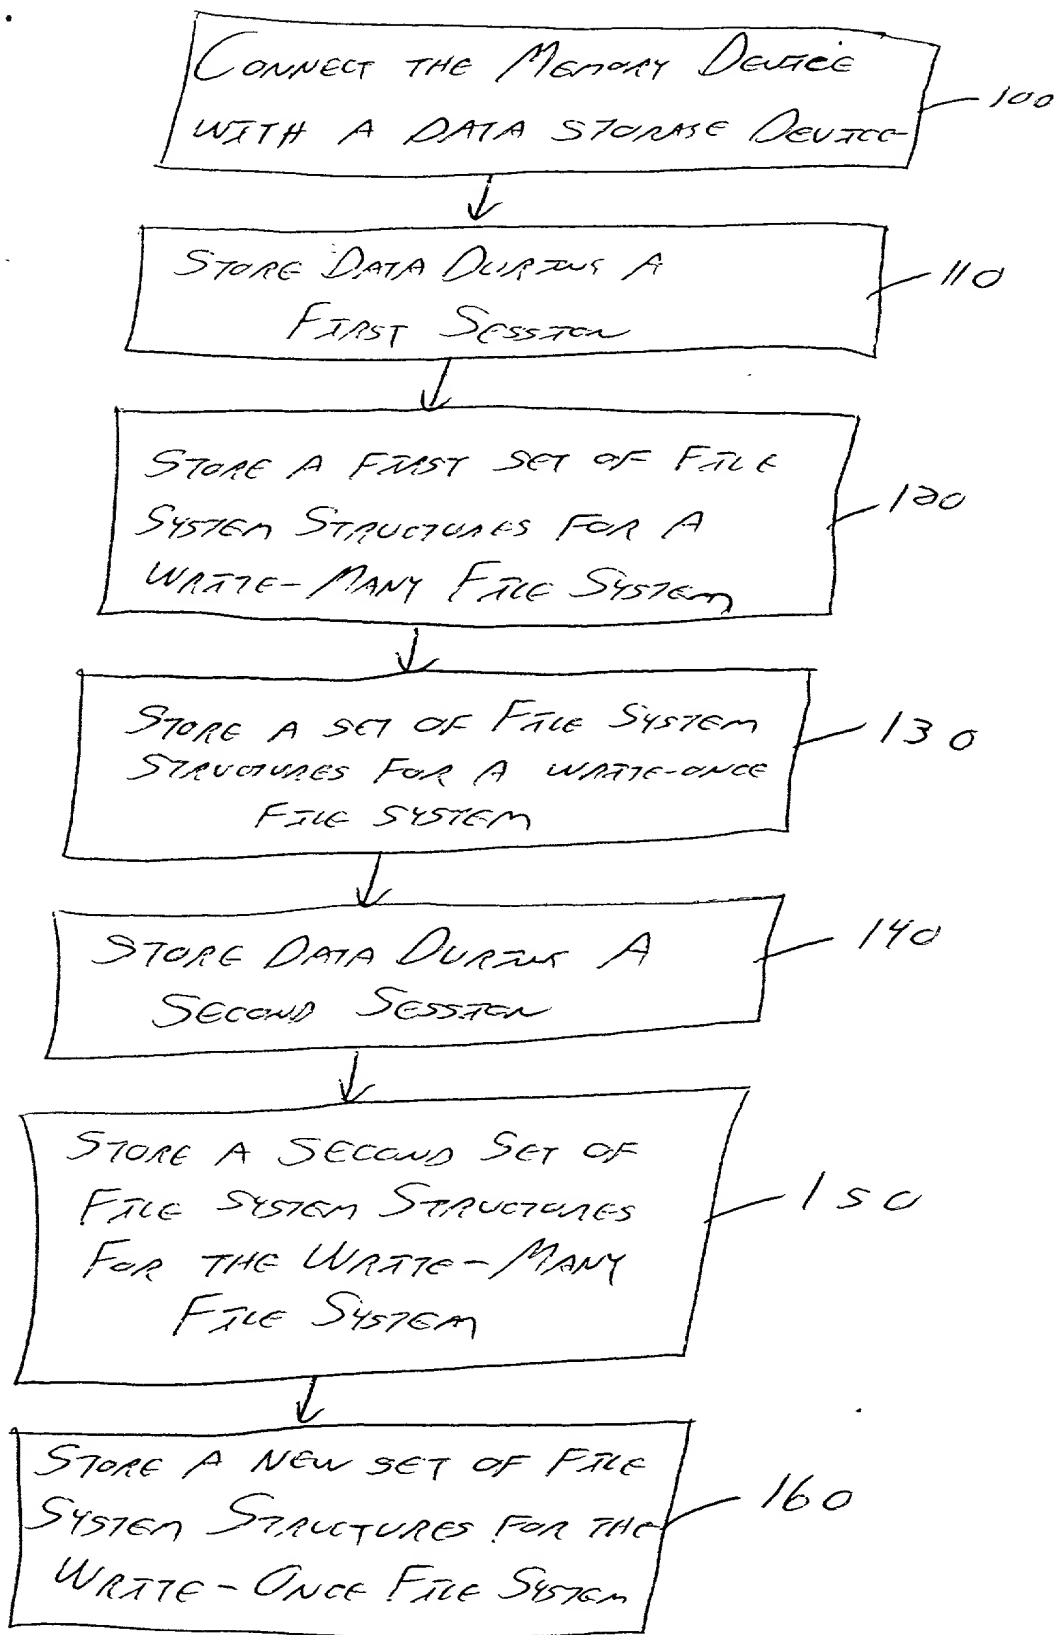 CONNECT THE MEMORY DEVICE
WITH A DATA STORAGE DEVICE
100
STORE DATA DURING A
FIRST SESSION
110
STORE A FIRST SET OF FILE
SYSTEM STRUCTURES FOR A
WRITE-MANY FILE SYSTEM
120
STORE A SET OF FILE SYSTEM
STRUCTURES FOR A WRITE-ONCE
FILE SYSTEM
130
STORE DATA DURING A
SECOND SESSION
140
STORE A SECOND SET OF
FILE SYSTEM STRUCTURES
FOR THE WRITE-MANY
FILE SYSTEM
150
STORE A NEW SET OF FILE
SYSTEM STRUCTURES FOR THE
WRITE-ONCE FILE SYSTEM
160